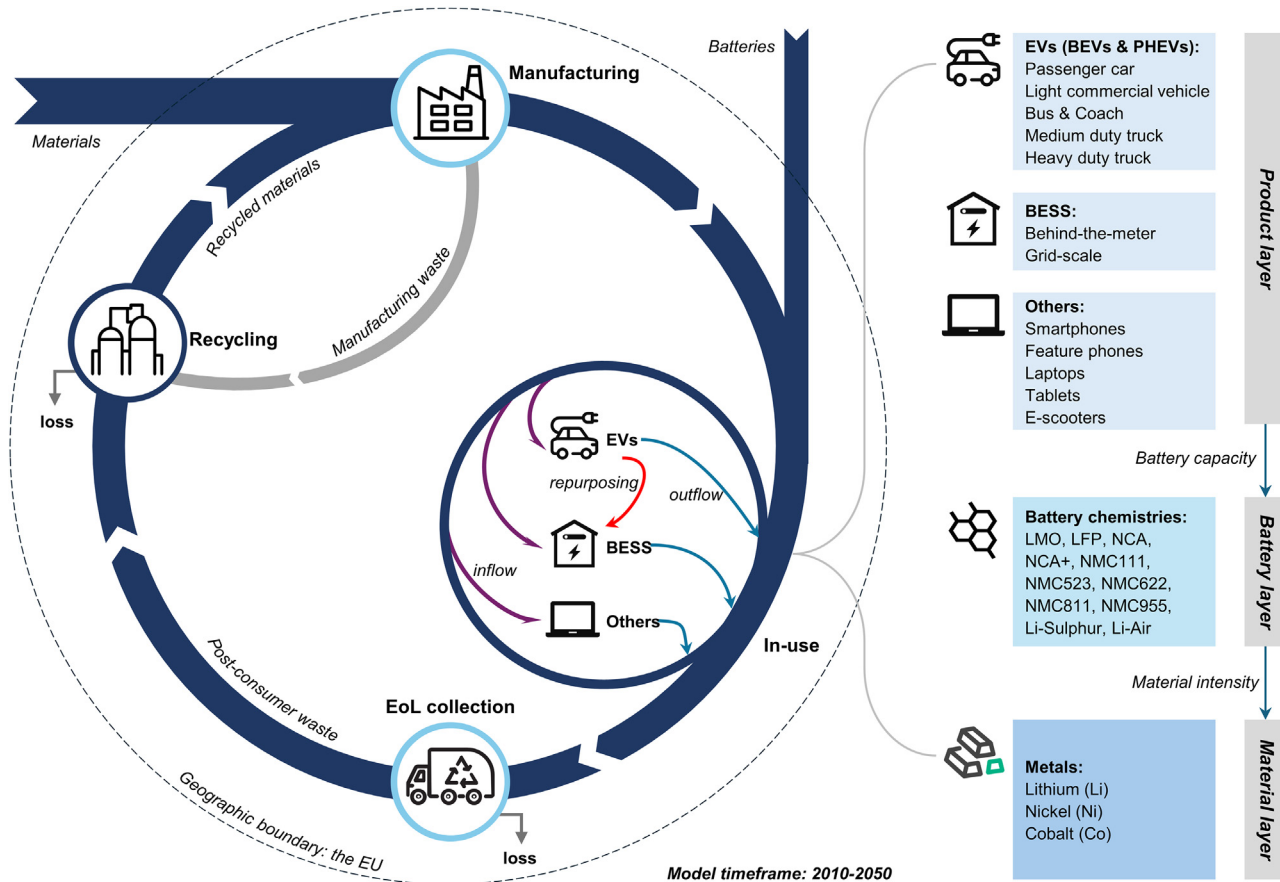 Batteries
Manufacturing
Materials
Recycled materials
Manufacturing waste
Recycling
loss
EVs
repurposing
outflow
BESS
inflow
Others
In-use
Post-consumer waste
EoL collection
loss
Geographic boundary: the EU
Model timeframe: 2010-2050
EVs (BEVs & PHEVs):
Passenger car
Light commercial vehicle
Bus & Coach
Medium duty truck
Heavy duty truck
BESS:
Behind-the-meter
Grid-scale
Others:
Smartphones
Feature phones
Laptops
Tablets
E-scooters
Product layer
Battery capacity
Battery chemistries:
LMO, LFP, NCA,
NCA+, NMC111,
NMC523, NMC622,
NMC811, NMC955,
Li-Sulphur, Li-Air
Battery layer
Material intensity
Metals:
Lithium (Li)
Nickel (Ni)
Cobalt (Co)
Material layer